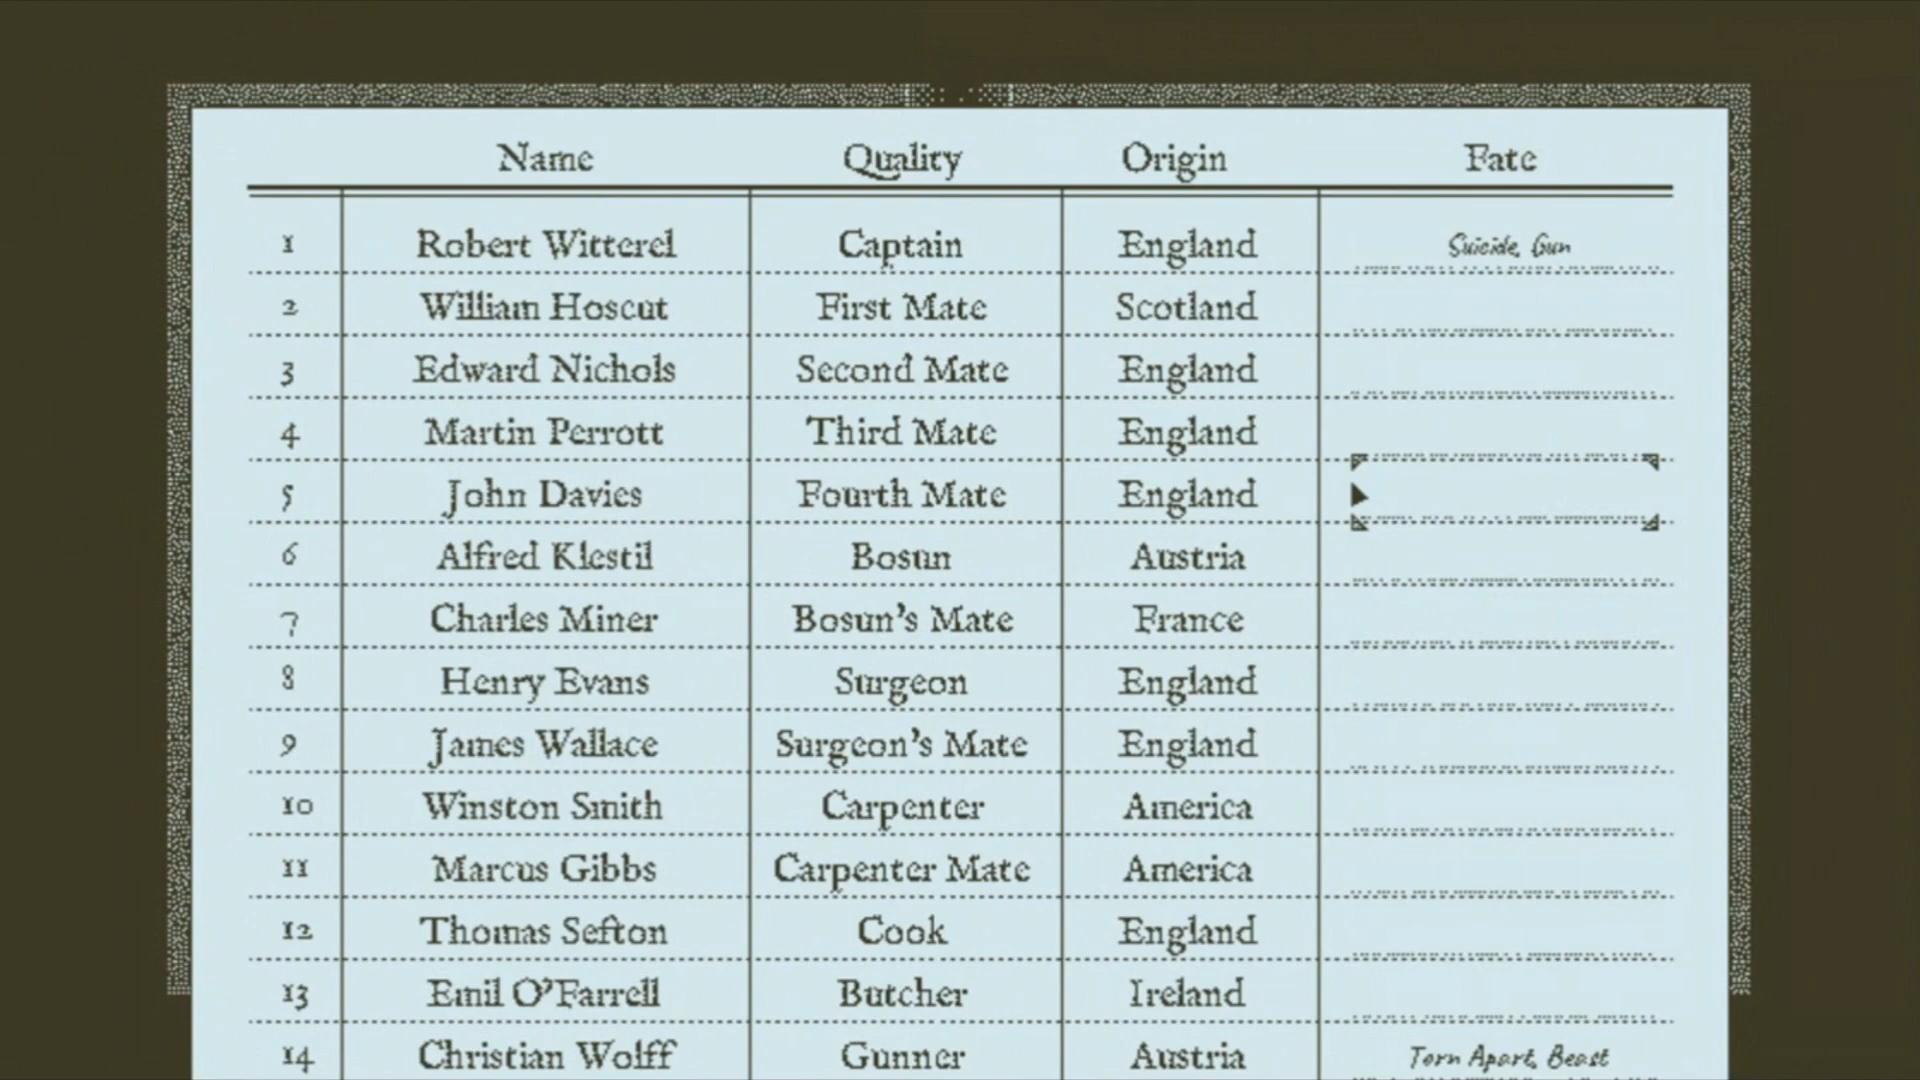 Name Quality Origin Fate
1 Robert Witterel Captain England Suicide, Gun
2 William Hoscut First Mate Scotland
3 Edward Nichols Second Mate England
4 Martin Perrott Third Mate England
5 John Davies Fourth Mate England
6 Alfred Klestil Bosun Austria
7 Charles Miner Bosun's Mate France
8 Henry Evans Surgeon England
9 James Wallace Surgeon's Mate England
10 Winston Smith Carpenter America
11 Marcus Gibbs Carpenter Mate America
12 Thomas Sefton Cook England
13 Emil O'Farrell Butcher Ireland
14 Christian Wolff Gunner Austria Torn Apart, Beast